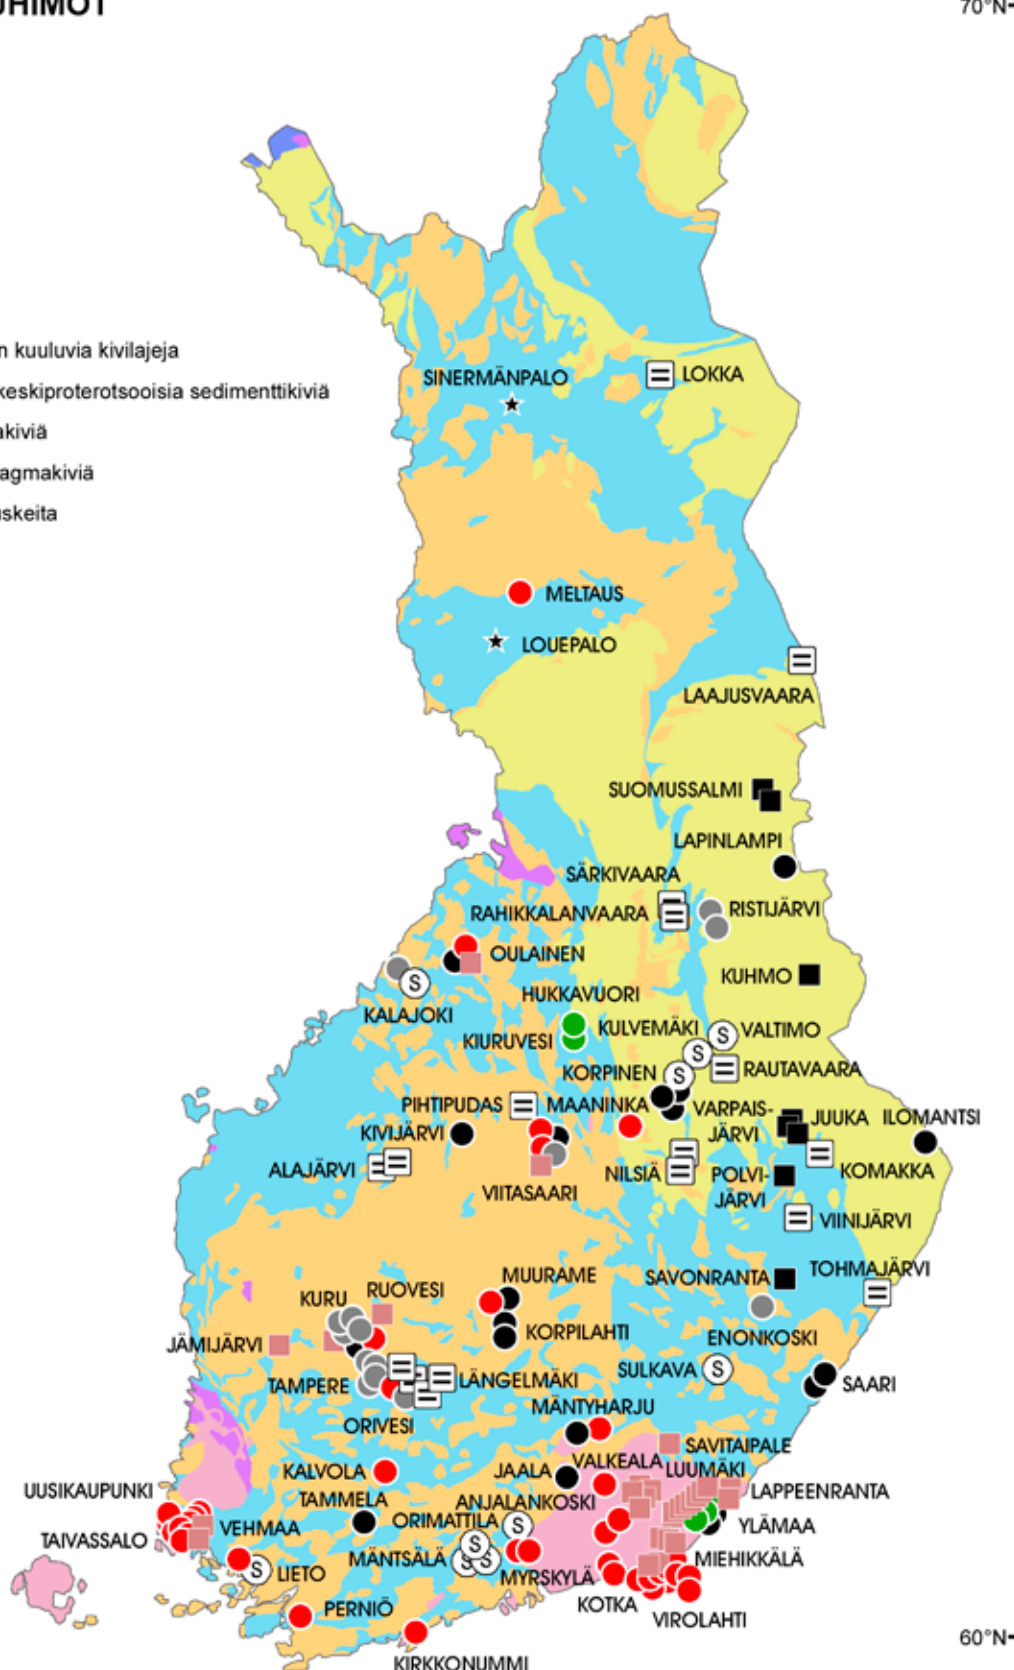 UHIMOT
70°N
n kuuluvia kivilajeja
keskiproterotsooisia sedimenttikiviä
akiviä
agmakiviä
uskeita
SINERMÄNPALO
LOKKA
MELTAUS
LOUEPALO
LAAJUSVAARA
SUOMUSSALMI
LAPINLAMPI
SÄRKIVAARA
RAHIKKALANVAARA
RISTIJÄRVI
OULAINEN
KUHMO
HUKKAVUORI
KALAJOKI
KIURUVESI
KULVEMÄKI
VALTIMO
KORPINEN
RAUTAVAARA
PIHTIPUDAS
MAANINKA
VARPAIS-
JÄRVI
JUUKA
ILOMANTSI
KIVIJÄRVI
ALAJÄRVI
VIITASAARI
NILSIÄ
POLVI-
JÄRVI
KOMAKKA
VIINIJÄRVI
TOHMAJÄRVI
SAVONRANTA
MUURAME
RUOVESI
KURU
KORPILAHTI
ENONKOSKI
JÄMIJÄRVI
SULKAVA
SAARI
TAMPERE
LÄNGELMÄKI
ORIVESI
MÄNTYHARJU
SAVITAIPALE
VALKEALA
LUUMÄKI
KALVOLA
JAALA
LAPPEENRANTA
UUSIKAUPUNKI
TAMMELA
ANJALANKOSKI
ORIMATTILA
YLÄMAA
TAIVASSALO
VEHMAA
MÄNTSÄLÄ
MIEHIKKÄLÄ
LIETO
MYRSKYLÄ
KOTKA
VIROLAHTI
PERNIÖ
60°N
KIRKKONUMMI
S
S
S
S
S
S
S
S
S
S